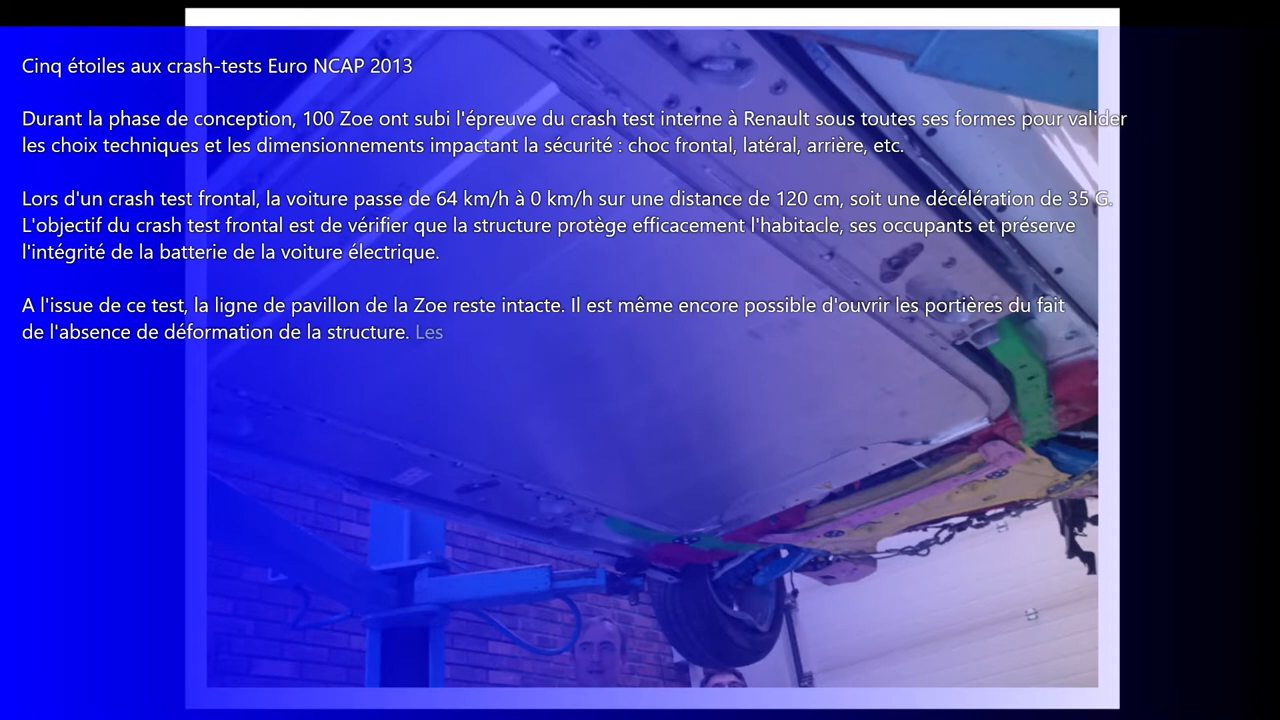 Cinq étoiles aux crash-tests Euro NCAP 2013
Durant la phase de conception, 100 Zoe ont subi l'épreuve du crash test interne à Renault sous toutes ses formes pour valider
les choix techniques et les dimensionnements impactant la sécurité : choc frontal, latéral, arrière, etc.
Lors d'un crash test frontal, la voiture passe de 64 km/h à 0 km/h sur une distance de 120 cm, soit une décélération de 35 G.
L'objectif du crash test frontal est de vérifier que la structure protège efficacement l'habitacle, ses occupants et préserve
l'intégrité de la batterie de la voiture électrique.
A l'issue de ce test, la ligne de pavillon de la Zoe reste intacte. Il est même encore possible d'ouvrir les portières du fait
de l'absence de déformation de la structure. Les